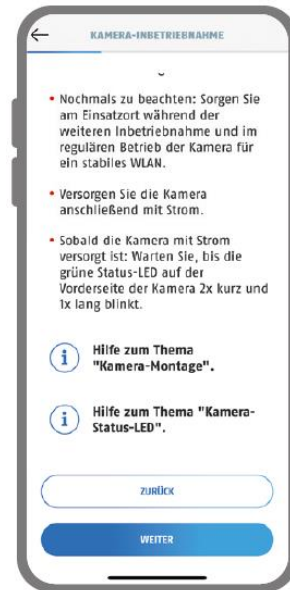 KAMERA-INBETRIEBNAHME
• Nochmals zu beachten: Sorgen Sie
am Einsatzort während der
weiteren Inbetriebnahme und im
regulären Betrieb der Kamera für
ein stabiles WLAN.
• Versorgen Sie die Kamera
anschließend mit Strom.
• Sobald die Kamera mit Strom
versorgt ist: Warten Sie, bis die
grüne Status-LED auf der
Vorderseite der Kamera 2x kurz und
1x lang blinkt.
i Hilfe zum Thema
"Kamera-Montage".
i Hilfe zum Thema "Kamera-
Status-LED".
ZURÜCK
WEITER